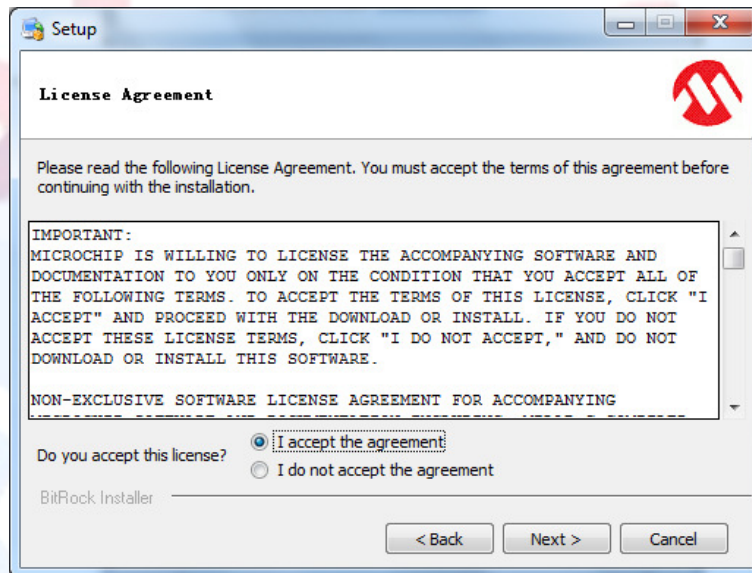 Setup
License Agreement
Please read the following License Agreement. You must accept the terms of this agreement before
continuing with the installation.
IMPORTANT:
MICROCHIP IS WILLING TO LICENSE THE ACCOMPANYING SOFTWARE AND
DOCUMENTATION TO YOU ONLY ON THE CONDITION THAT YOU ACCEPT ALL OF
THE FOLLOWING TERMS. TO ACCEPT THE TERMS OF THIS LICENSE, CLICK "I
ACCEPT" AND PROCEED WITH THE DOWNLOAD OR INSTALL. IF YOU DO NOT
ACCEPT THESE LICENSE TERMS, CLICK "I DO NOT ACCEPT," AND DO NOT
DOWNLOAD OR INSTALL THIS SOFTWARE.
NON-EXCLUSIVE SOFTWARE LICENSE AGREEMENT FOR ACCOMPANYING
Do you accept this license?
I accept the agreement
I do not accept the agreement
BitRock Installer
< Back Next > Cancel